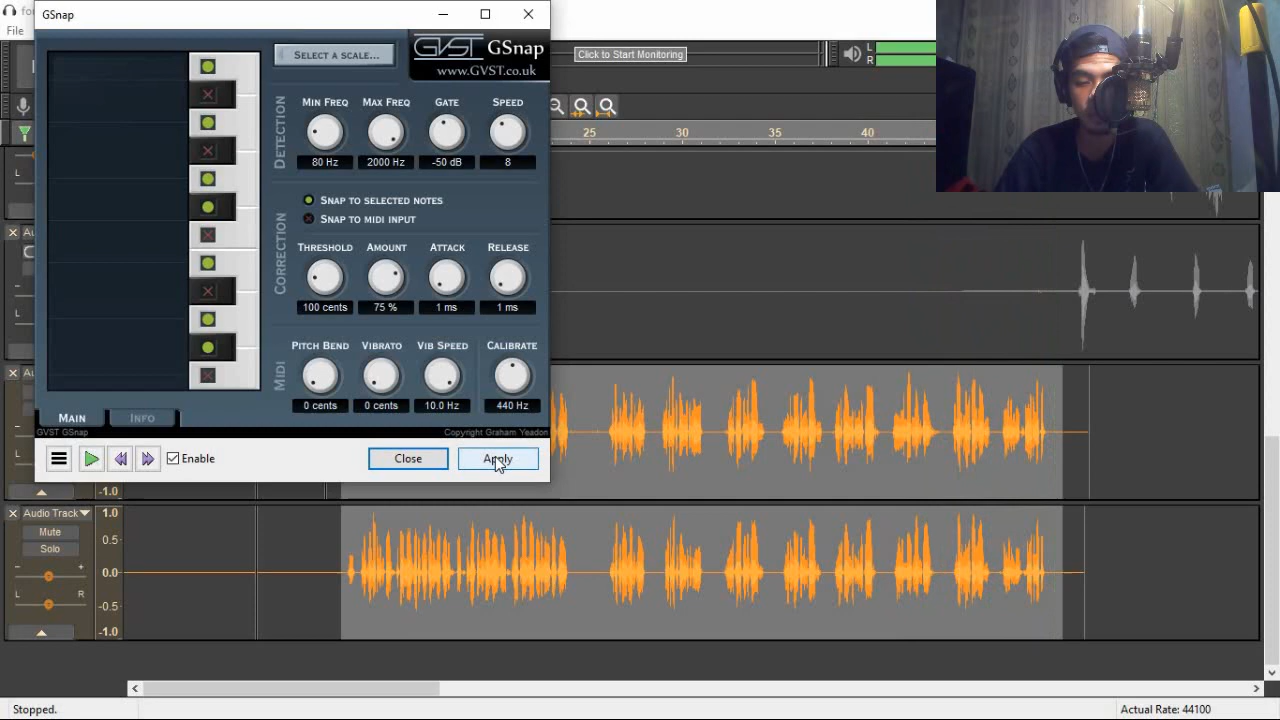 GSnap
File
SELECT A SCALE...
GVST GSnap
www.GVST.co.uk
Click to Start Monitoring
L
R
DETECTION
MIN FREQ
MAX FREQ
GATE
SPEED
80 Hz
2000 Hz
-50 dB
8
25
30
35
40
CORRECTION
SNAP TO SELECTED NOTES
SNAP TO MIDI INPUT
THRESHOLD
AMOUNT
ATTACK
RELEASE
100 cents
75 %
1 ms
1 ms
MIDI
PITCH BEND
VIBRATO
VIB SPEED
CALIBRATE
0 cents
0 cents
10.0 Hz
440 Hz
MAIN
INFO
GVST GSnap
Copyright Graham Yeadon
Enable
Close
Apply
-1.0
Audio Track
1.0
Mute
0.5
Solo
-
+
0.0
L
R
-0.5
-1.0
Stopped.
Actual Rate: 44100